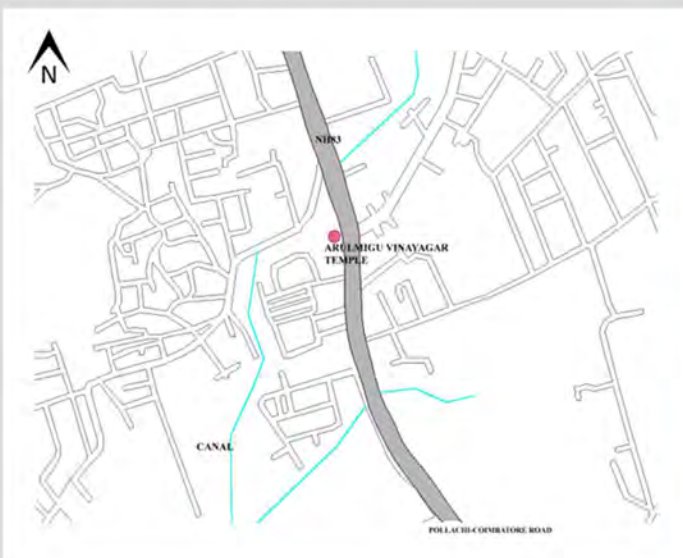 N
NH83
ARULMIGU VINAYAGAR
TEMPLE
CANAL
POLLACHI-COIMBATORE ROAD